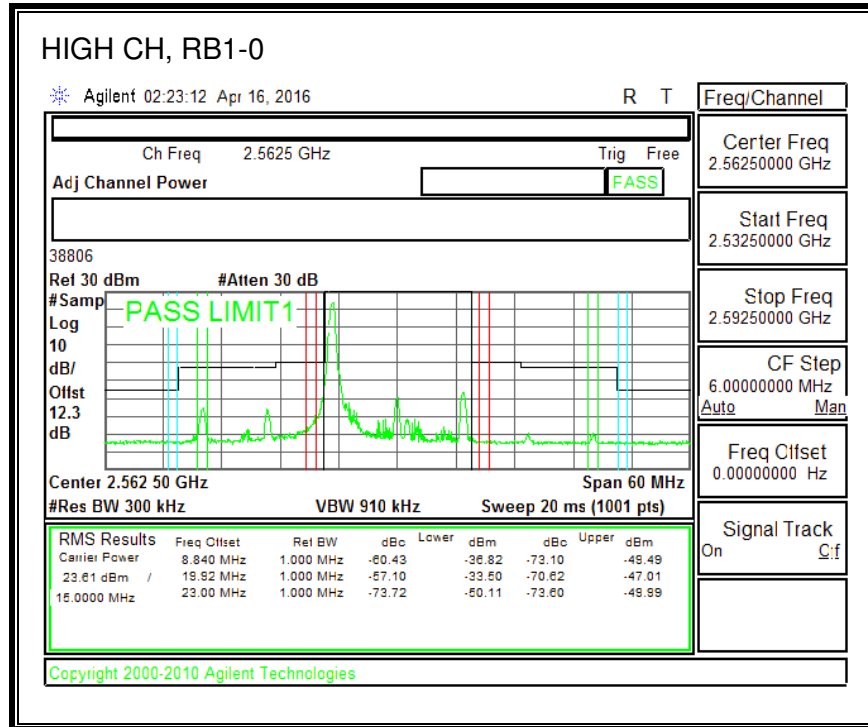 HIGH CH, RB1-0
Agilent 02:23:12 Apr 16, 2016 R T
Ch Freq 2.5625 GHz Trig Free
Adj Channel Power PASS
38806
Ref 30 dBm #Atten 30 dB
#Samp
Log
10
dB/
Offst
12.3
dB
PASS LIMIT1
Center 2.562 50 GHz Span 60 MHz
#Res BW 300 kHz VBW 910 kHz Sweep 20 ms (1001 pts)
RMS Results Freq Offset Ref BW dBc Lower dBm dBc Upper dBm
Carrier Power 8.840 MHz 1.000 MHz -60.43 -36.82 -73.10 -49.49
23.61 dBm / 19.92 MHz 1.000 MHz -57.10 -33.50 -70.62 -47.01
15.0000 MHz 23.00 MHz 1.000 MHz -73.72 -50.11 -73.60 -49.99
Copyright 2000-2010 Agilent Technologies
Freq/Channel
Center Freq
2.56250000 GHz
Start Freq
2.53250000 GHz
Stop Freq
2.59250000 GHz
CF Step
6.00000000 MHz
Auto Man
Freq Offset
0.00000000 Hz
Signal Track
On Off